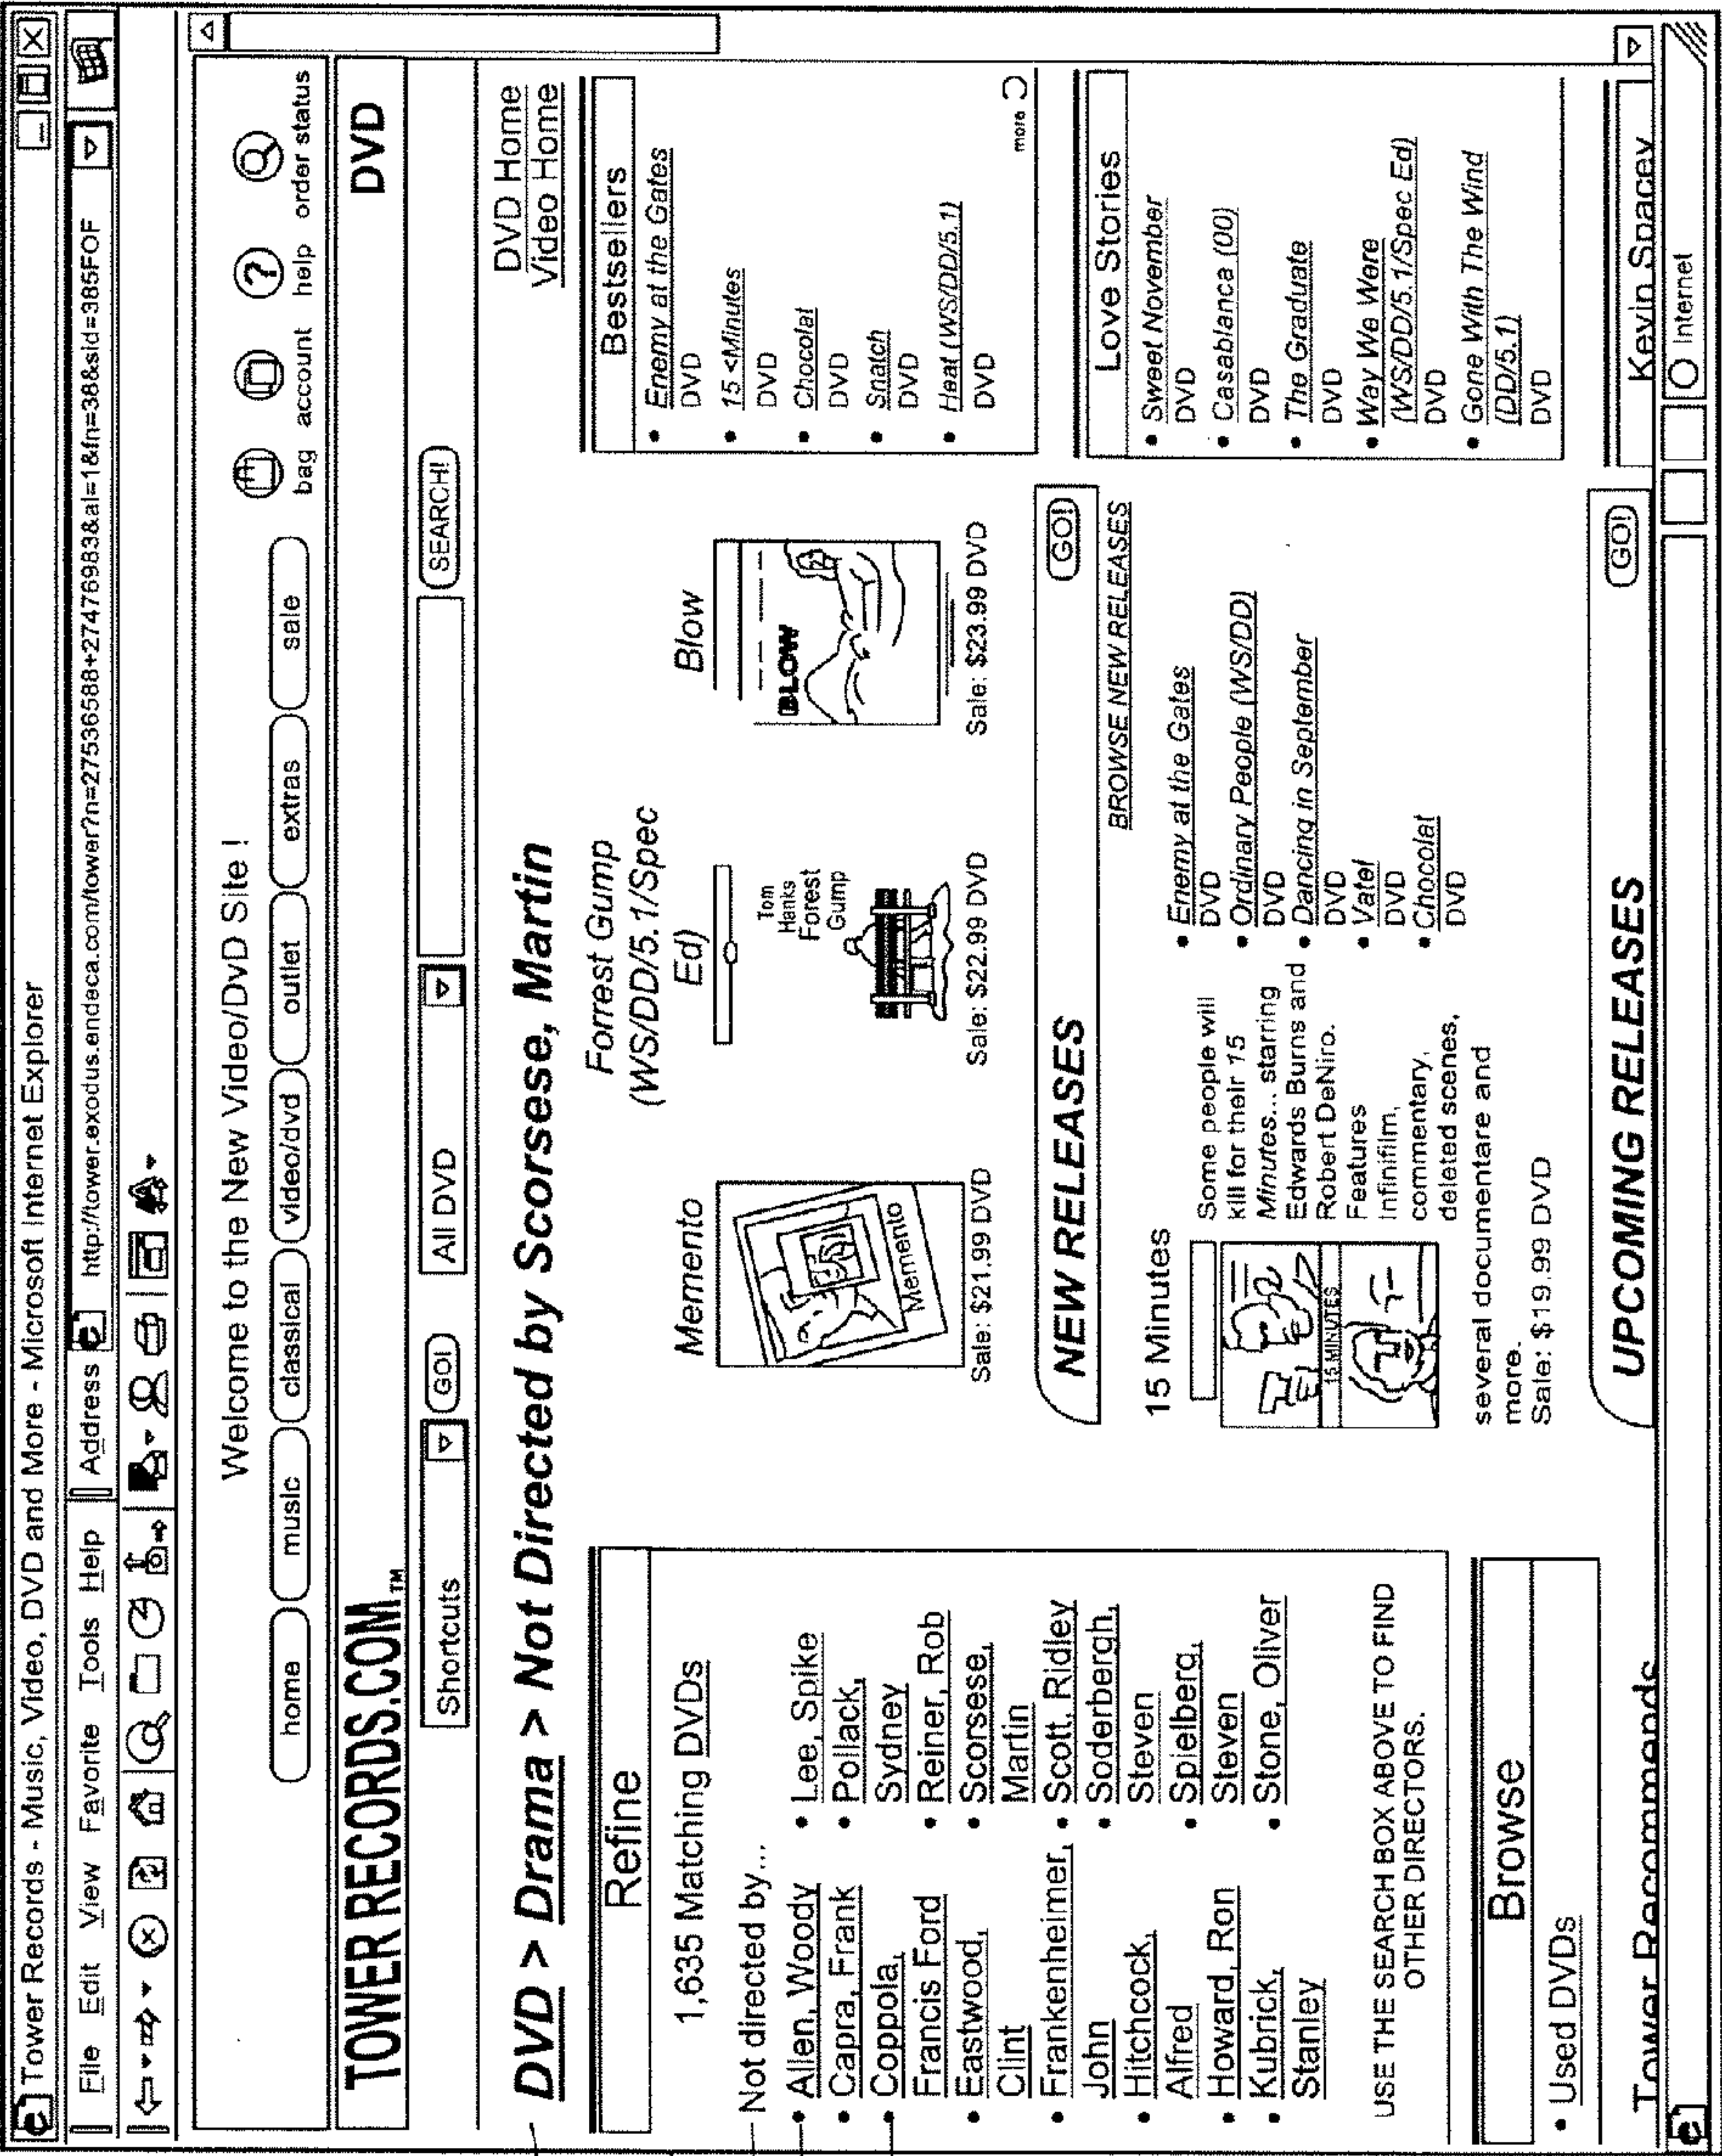 Tower Records - Music, Video, DVD and More - Microsoft Internet Explorer
File Edit View Favorite Tools Help
Address http://tower.exodus.endeca.com/tower?n=27536588+27476983&al=1&fn=38&sid=385FOF
Welcome to the New Video/DvD Site !
home music classical video/dvd outlet extras sale
bag account help order status
TOWER RECORDS.COM™ DVD
Shortcuts GO! All DVD SEARCH!
DVD > Drama > Not Directed by Scorsese, Martin
DVD Home
Video Home
Refine
1,635 Matching DVDs
Not directed by...
• Allen, Woody
• Capra, Frank
• Coppola,
Francis Ford
• Eastwood,
Clint
• Frankenheimer,
John
• Hitchcock,
Alfred
• Howard, Ron
• Kubrick,
Stanley
• Lee, Spike
• Pollack,
Sydney
• Reiner, Rob
• Scorsese,
Martin
• Scott, Ridley
• Soderbergh,
Steven
• Spielberg,
Steven
• Stone, Oliver
USE THE SEARCH BOX ABOVE TO FIND
OTHER DIRECTORS.
Browse
• Used DVDs
Tower Recommends
Memento
Memento
Sale: $21.99 DVD
Forrest Gump
(WS/DD/5.1/Spec
Ed)
Tom
Hanks
Forest
Gump
Sale: $22.99 DVD
Blow
BLOW
Sale: $23.99 DVD
NEW RELEASES GO!
BROWSE NEW RELEASES
15 Minutes
15 MINUTES
Some people will
kill for their 15
Minutes... starring
Edwards Burns and
Robert DeNiro.
Features
Infinifilm,
commentary,
deleted scenes,
several documentare and
more.
Sale: $19.99 DVD
• Enemy at the Gates
DVD
• Ordinary People (WS/DD)
DVD
• Dancing in September
DVD
• Vatel
DVD
• Chocolat
DVD
UPCOMING RELEASES GO!
Bestsellers
• Enemy at the Gates
DVD
• 15 <Minutes
DVD
• Chocolat
DVD
• Snatch
DVD
• Heat (WS/DD/5.1)
DVD
more
Love Stories
• Sweet November
DVD
• Casablanca (00)
DVD
• The Graduate
DVD
• Way We Were
(WS/DD/5.1/Spec Ed)
DVD
• Gone With The Wind
(DD/5.1)
DVD
Kevin Spacey
Internet